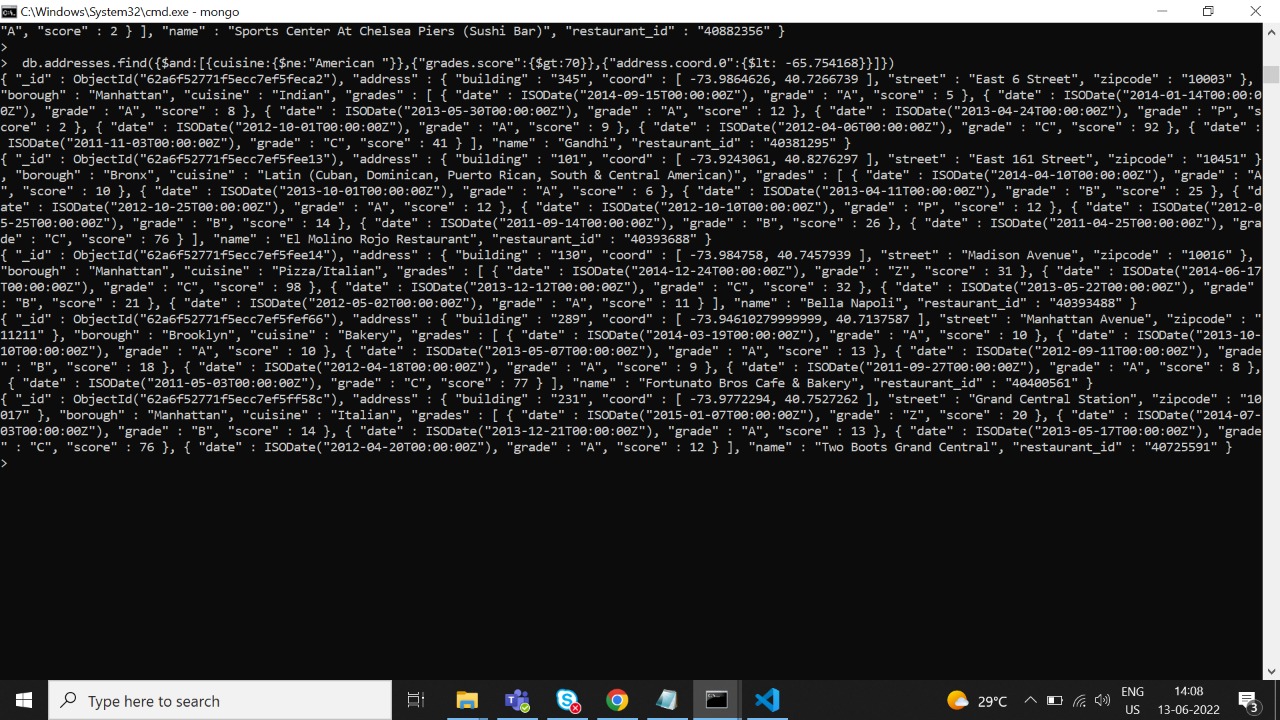 C:\Windows\System32\cmd.exe - mongo
"A", "score" : 2 } ], "name" : "Sports Center At Chelsea Piers (Sushi Bar)", "restaurant_id" : "40882356" }
>
>  db.addresses.find({$and:[{cuisine:{$ne:"American "}},{"grades.score":{$gt:70}},{"address.coord.0":{$lt: -65.754168}}]})
{ "_id" : ObjectId("62a6f52771f5ecc7ef5feca2"), "address" : { "building" : "345", "coord" : [ -73.9864626, 40.7266739 ], "street" : "East 6 Street", "zipcode" : "10003" },
"borough" : "Manhattan", "cuisine" : "Indian", "grades" : [ { "date" : ISODate("2014-09-15T00:00:00Z"), "grade" : "A", "score" : 5 }, { "date" : ISODate("2014-01-14T00:00:0
0Z"), "grade" : "A", "score" : 8 }, { "date" : ISODate("2013-05-30T00:00:00Z"), "grade" : "A", "score" : 12 }, { "date" : ISODate("2013-04-24T00:00:00Z"), "grade" : "P", "s
core" : 2 }, { "date" : ISODate("2012-10-01T00:00:00Z"), "grade" : "A", "score" : 9 }, { "date" : ISODate("2012-04-06T00:00:00Z"), "grade" : "C", "score" : 92 }, { "date" :
 ISODate("2011-11-03T00:00:00Z"), "grade" : "C", "score" : 41 } ], "name" : "Gandhi", "restaurant_id" : "40381295" }
{ "_id" : ObjectId("62a6f52771f5ecc7ef5fee13"), "address" : { "building" : "101", "coord" : [ -73.9243061, 40.8276297 ], "street" : "East 161 Street", "zipcode" : "10451" }
, "borough" : "Bronx", "cuisine" : "Latin (Cuban, Dominican, Puerto Rican, South & Central American)", "grades" : [ { "date" : ISODate("2014-04-10T00:00:00Z"), "grade" : "A
", "score" : 10 }, { "date" : ISODate("2013-10-01T00:00:00Z"), "grade" : "A", "score" : 6 }, { "date" : ISODate("2013-04-11T00:00:00Z"), "grade" : "B", "score" : 25 }, { "d
ate" : ISODate("2012-10-25T00:00:00Z"), "grade" : "A", "score" : 12 }, { "date" : ISODate("2012-10-10T00:00:00Z"), "grade" : "P", "score" : 12 }, { "date" : ISODate("2012-0
5-25T00:00:00Z"), "grade" : "B", "score" : 14 }, { "date" : ISODate("2011-09-14T00:00:00Z"), "grade" : "B", "score" : 26 }, { "date" : ISODate("2011-04-25T00:00:00Z"), "gra
de" : "C", "score" : 76 } ], "name" : "El Molino Rojo Restaurant", "restaurant_id" : "40393688" }
{ "_id" : ObjectId("62a6f52771f5ecc7ef5fee14"), "address" : { "building" : "130", "coord" : [ -73.984758, 40.7457939 ], "street" : "Madison Avenue", "zipcode" : "10016" },
"borough" : "Manhattan", "cuisine" : "Pizza/Italian", "grades" : [ { "date" : ISODate("2014-12-24T00:00:00Z"), "grade" : "Z", "score" : 31 }, { "date" : ISODate("2014-06-17
T00:00:00Z"), "grade" : "C", "score" : 98 }, { "date" : ISODate("2013-12-12T00:00:00Z"), "grade" : "C", "score" : 32 }, { "date" : ISODate("2013-05-22T00:00:00Z"), "grade"
: "B", "score" : 21 }, { "date" : ISODate("2012-05-02T00:00:00Z"), "grade" : "A", "score" : 11 } ], "name" : "Bella Napoli", "restaurant_id" : "40393488" }
{ "_id" : ObjectId("62a6f52771f5ecc7ef5fef66"), "address" : { "building" : "289", "coord" : [ -73.94610279999999, 40.7137587 ], "street" : "Manhattan Avenue", "zipcode" : "
11211" }, "borough" : "Brooklyn", "cuisine" : "Bakery", "grades" : [ { "date" : ISODate("2014-03-19T00:00:00Z"), "grade" : "A", "score" : 10 }, { "date" : ISODate("2013-10-
10T00:00:00Z"), "grade" : "A", "score" : 10 }, { "date" : ISODate("2013-05-07T00:00:00Z"), "grade" : "A", "score" : 13 }, { "date" : ISODate("2012-09-11T00:00:00Z"), "grade
" : "B", "score" : 18 }, { "date" : ISODate("2012-04-18T00:00:00Z"), "grade" : "A", "score" : 9 }, { "date" : ISODate("2011-09-27T00:00:00Z"), "grade" : "A", "score" : 8 },
 { "date" : ISODate("2011-05-03T00:00:00Z"), "grade" : "C", "score" : 77 } ], "name" : "Fortunato Bros Cafe & Bakery", "restaurant_id" : "40400561" }
{ "_id" : ObjectId("62a6f52771f5ecc7ef5ff58c"), "address" : { "building" : "231", "coord" : [ -73.9772294, 40.7527262 ], "street" : "Grand Central Station", "zipcode" : "10
017" }, "borough" : "Manhattan", "cuisine" : "Italian", "grades" : [ { "date" : ISODate("2015-01-07T00:00:00Z"), "grade" : "Z", "score" : 20 }, { "date" : ISODate("2014-07-
03T00:00:00Z"), "grade" : "B", "score" : 14 }, { "date" : ISODate("2013-12-21T00:00:00Z"), "grade" : "A", "score" : 13 }, { "date" : ISODate("2013-05-17T00:00:00Z"), "grade
" : "C", "score" : 76 }, { "date" : ISODate("2012-04-20T00:00:00Z"), "grade" : "A", "score" : 12 } ], "name" : "Two Boots Grand Central", "restaurant_id" : "40725591" }
>
Type here to search
29°C
ENG
US
14:08
13-06-2022
3